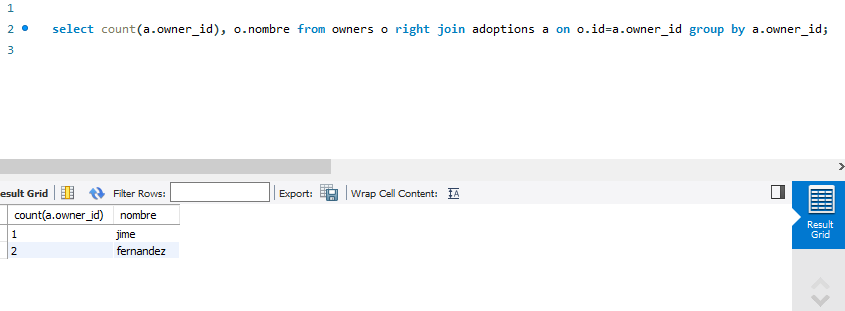 1
2 select count(a.owner_id), o.nombre from owners o right join adoptions a on o.id=a.owner_id group by a.owner_id;
3
esult Grid Filter Rows: Export: Wrap Cell Content: IA
count(a.owner_id) nombre
1 jime
2 fernandez
Result
Grid